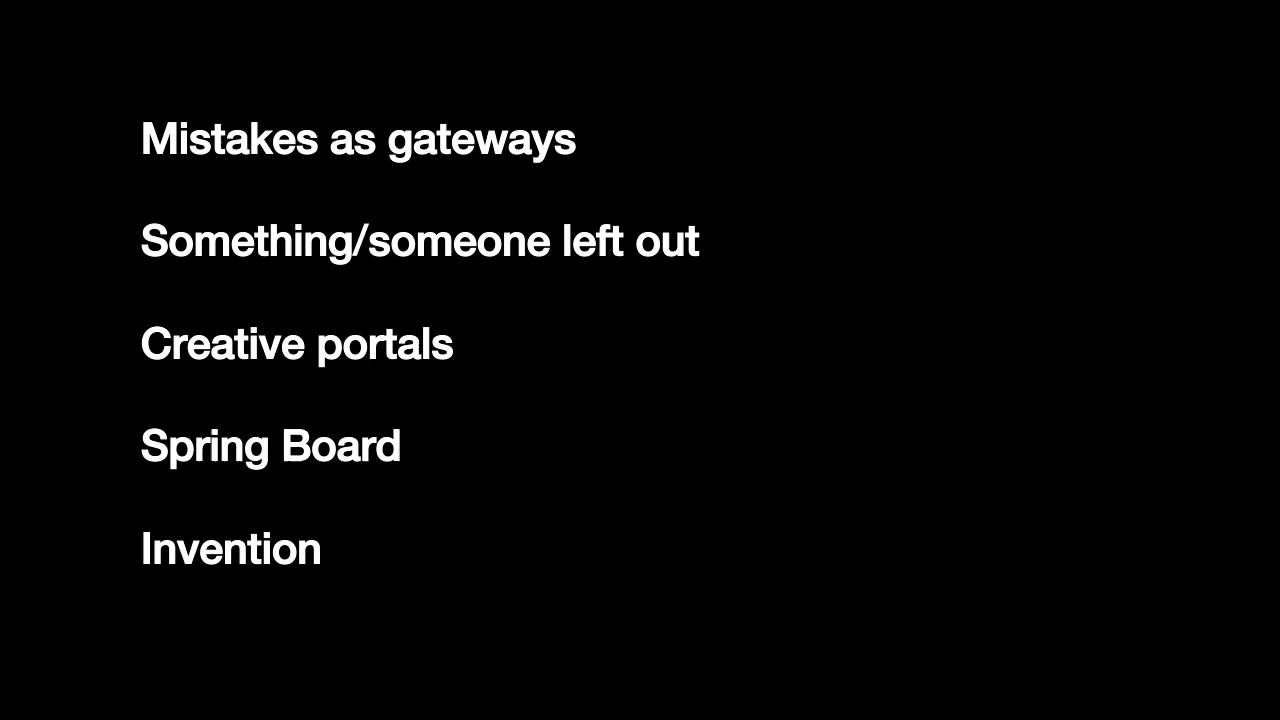 Mistakes as gateways
Something/someone left out
Creative portals
Spring Board
Invention